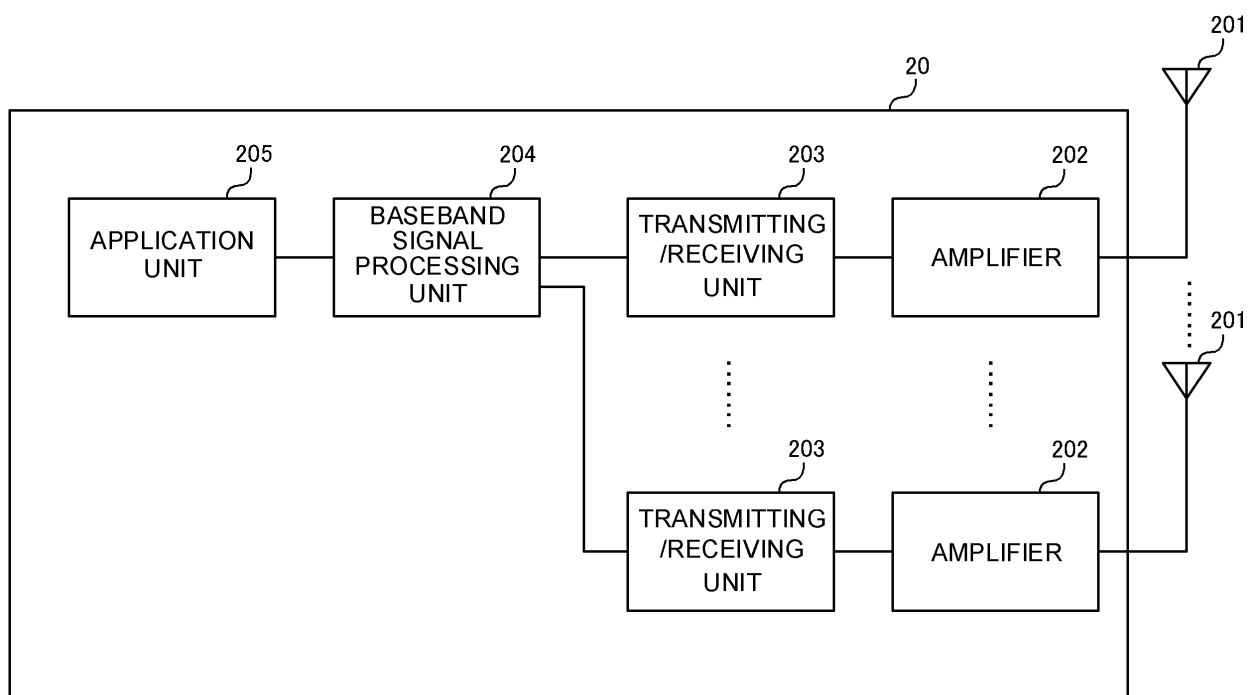 201
20
205
204
203
202
APPLICATION
UNIT
BASEBAND
SIGNAL
PROCESSING
UNIT
TRANSMITTING
/RECEIVING
UNIT
AMPLIFIER
201
203
202
TRANSMITTING
/RECEIVING
UNIT
AMPLIFIER